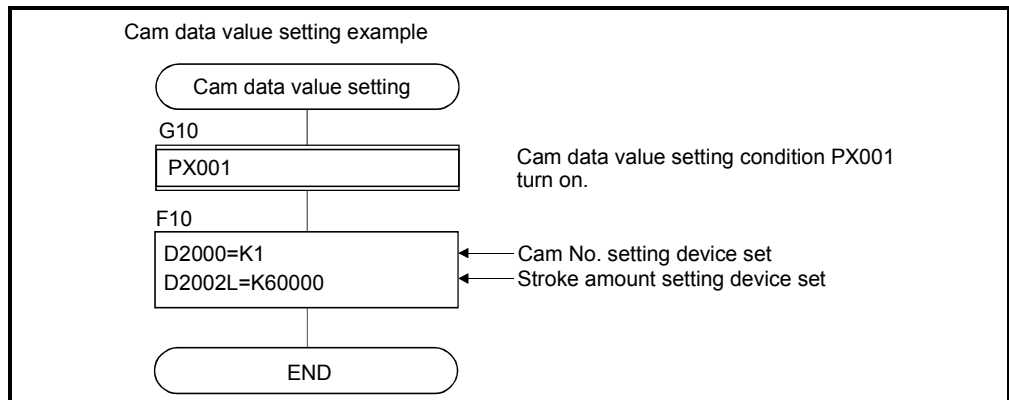 Cam data value setting example
Cam data value setting
G10
PX001
Cam data value setting condition PX001
turn on.
F10
D2000=K1
Cam No. setting device set
D2002L=K60000
Stroke amount setting device set
END